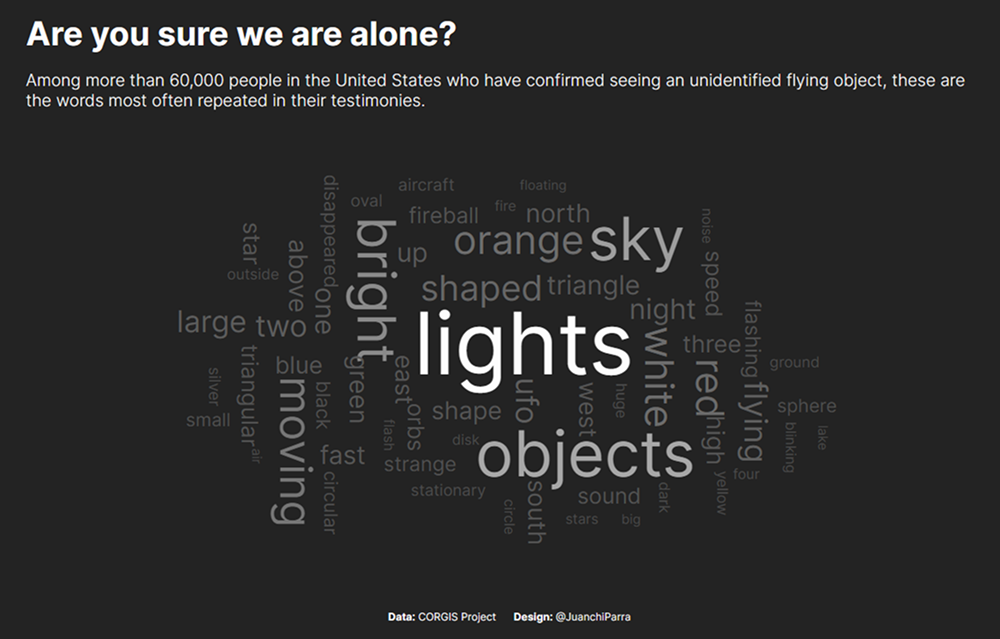 Are you sure we are alone?
Among more than 60,000 people in the United States who have confirmed seeing an unidentified flying object, these are
the words most often repeated in their testimonies.
disappeared
aircraft
floating
oval
fire
fireball
north
noise
star
above
bright
up
orange
sky
outside
one
shaped
triangle
speed
large
two
night
flashing
lights
white
three
triangular
blue
green
east
ground
silver
moving
black
ufo
west
huge
red
flying
small
orbs
shape
sphere
air
flash
disk
high
blinking
lake
fast
strange
objects
four
circular
stationary
south
sound
dark
yellow
circle
stars
big
Data: CORGIS Project Design: @JuanchiParra